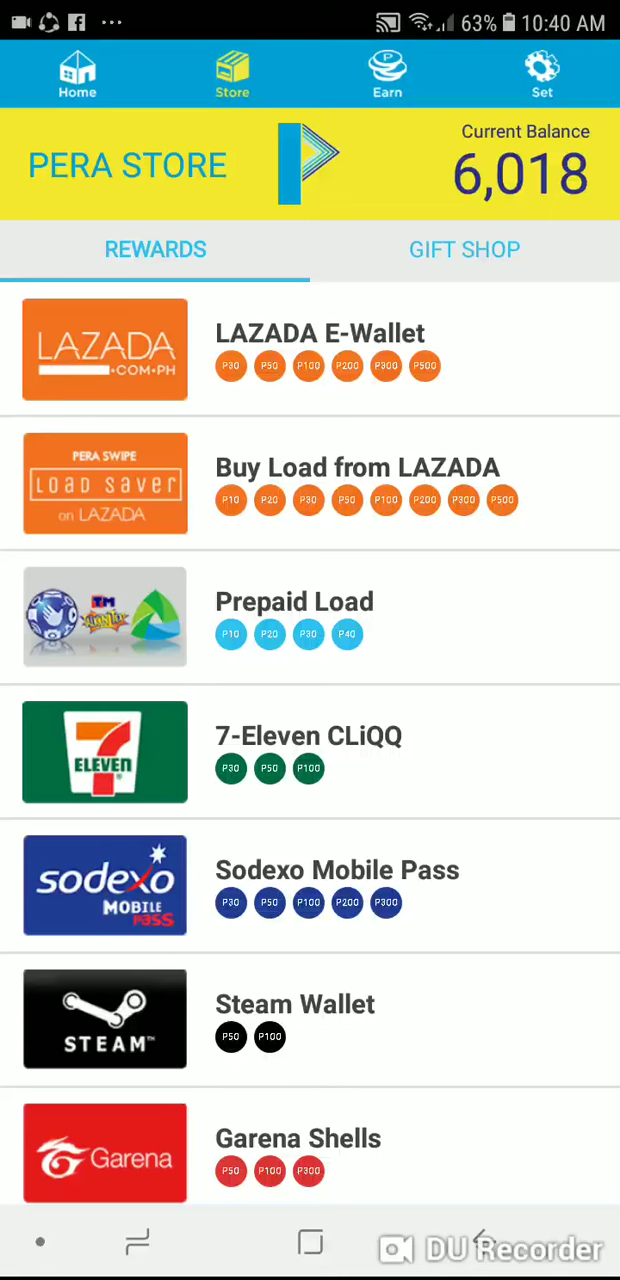 63% 10:40 AM
Home Store Earn Set
PERA STORE
Current Balance
6,018
REWARDS GIFT SHOP
LAZADA
.COM.PH
LAZADA E-Wallet
P30 P50 P100 P200 P300 P500
PERA SWIPE
LOAD SAVER
on LAZADA
Buy Load from LAZADA
P10 P20 P30 P50 P100 P200 P300 P500
TM
Prepaid Load
P10 P20 P30 P40
7
ELEVEN
7-Eleven CLiQQ
P30 P50 P100
sodexo
MOBILE
PASS
Sodexo Mobile Pass
P30 P50 P100 P200 P300
STEAM™
Steam Wallet
P50 P100
Garena
Garena Shells
P50 P100 P300
DU Recorder